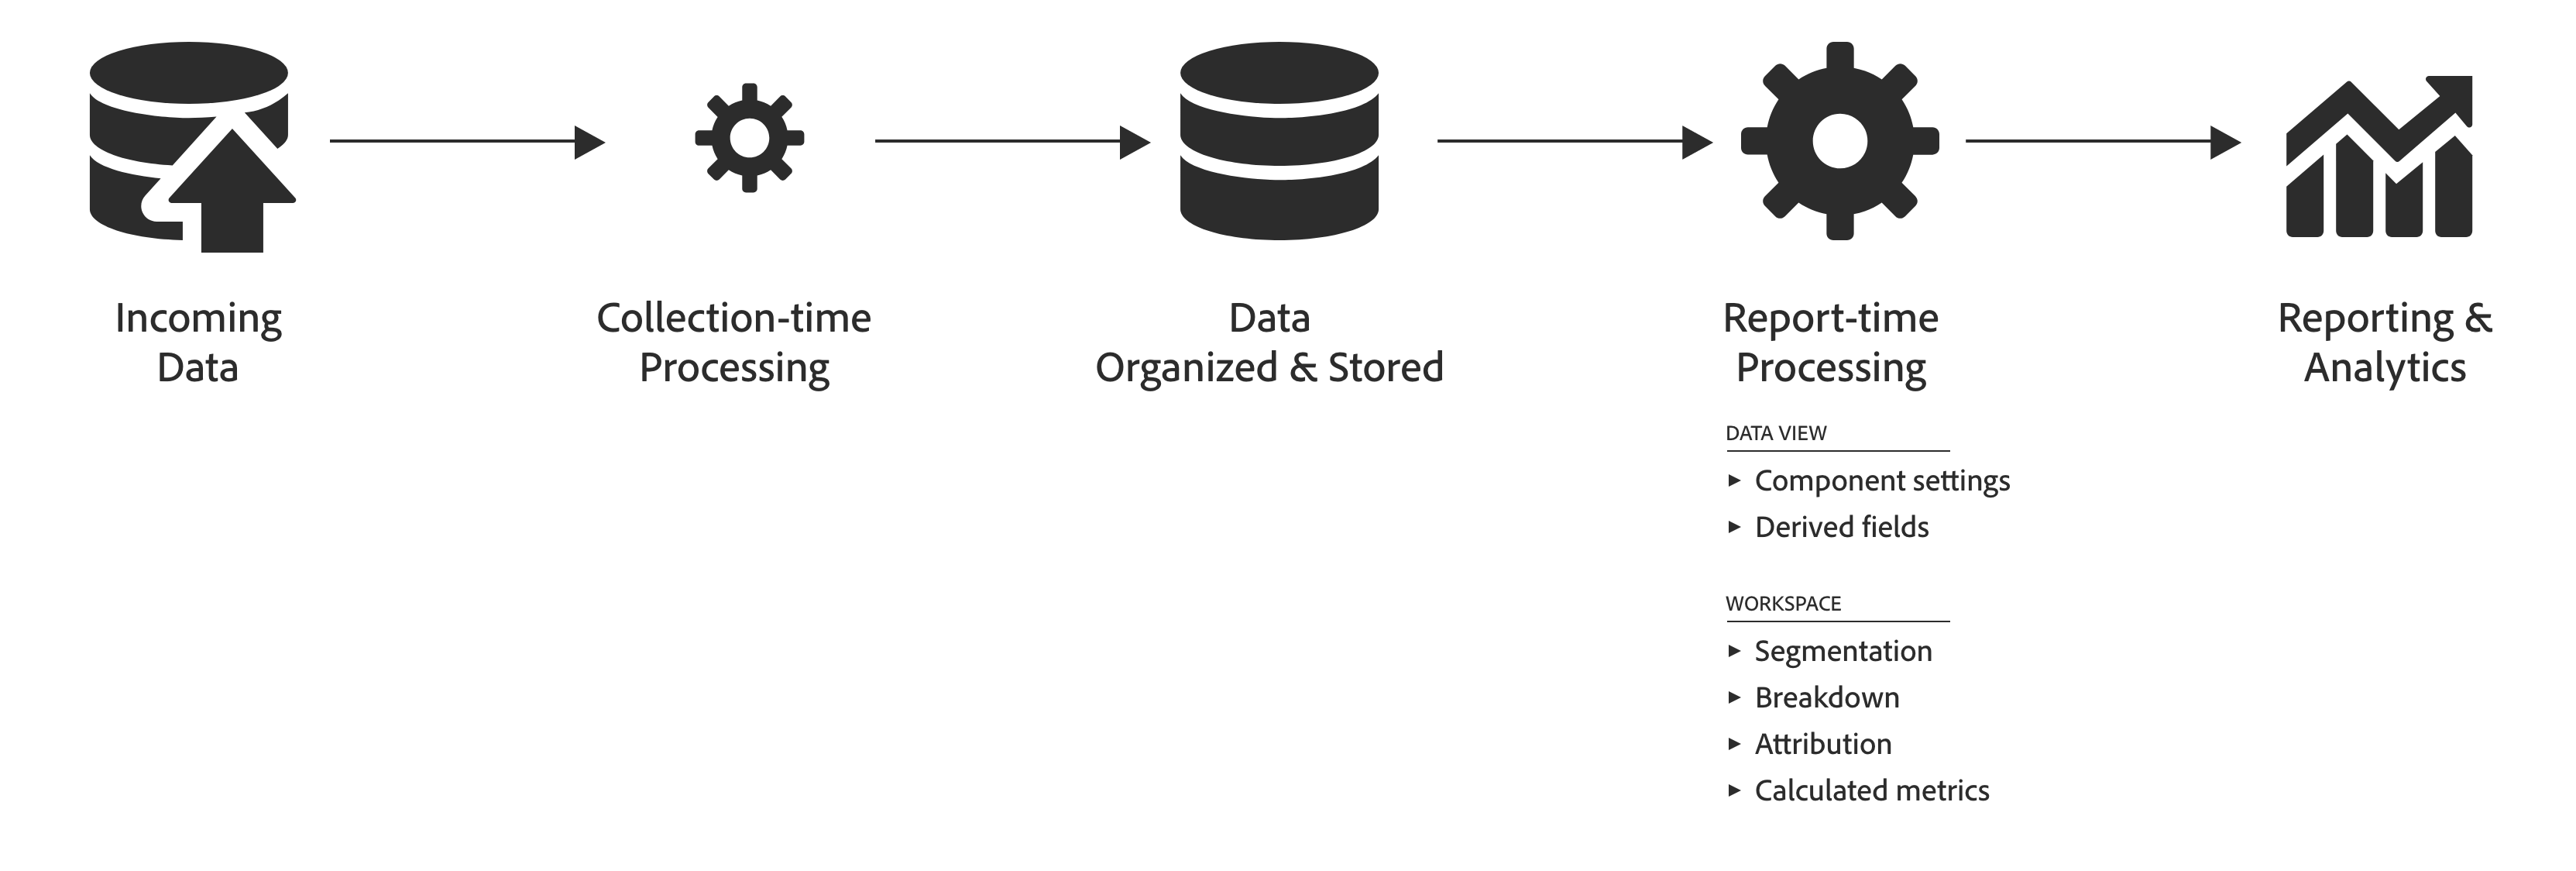 Incoming
Data
Collection-time
Processing
Data
Organized & Stored
Report-time
Processing
Reporting &
Analytics
DATA VIEW
Component settings
Derived fields
WORKSPACE
Segmentation
Breakdown
Attribution
Calculated metrics